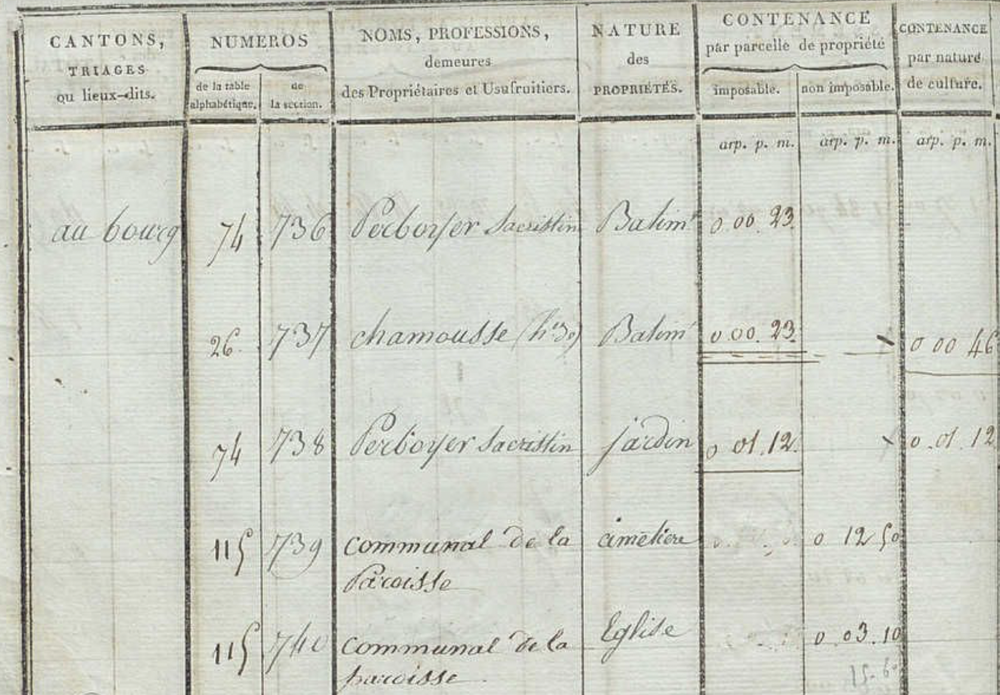 CANTONS,
TRIAGES
ou lieux-dits.
NUMEROS
de la table
alphabétique.
de
la section.
NOMS, PROFESSIONS,
demeures
des Propriétaires et Usufruitiers.
NATURE
des
PROPRIÉTÉS.
CONTENANCE
par parcelle de propriété
imposable.
non imposable.
CONTENANCE
par nature
de culture.
arp. p. m. arp. p. m. arp. p. m.
au bourg 74 736 Perboyer Sacristin Batimt 0 00. 23.
26. 737 chamousse Batimt 0 00. 23. 0 00 46
74 738 Perboyer Sacristin jardin 0 01. 12. 0. 01. 12
115 739 Communal de la cimetiere 0 12 50
Paroisse
115 740 Communal de la Eglise 0 03. 10
paroisse